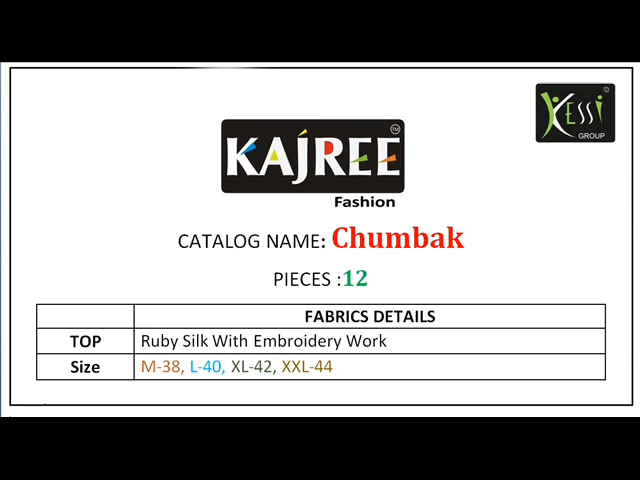 KESSI
GROUP
KAJREE TM
Fashion
CATALOG NAME: Chumbak
PIECES :12
FABRICS DETAILS
TOP Ruby Silk With Embroidery Work
Size M-38, L-40, XL-42, XXL-44